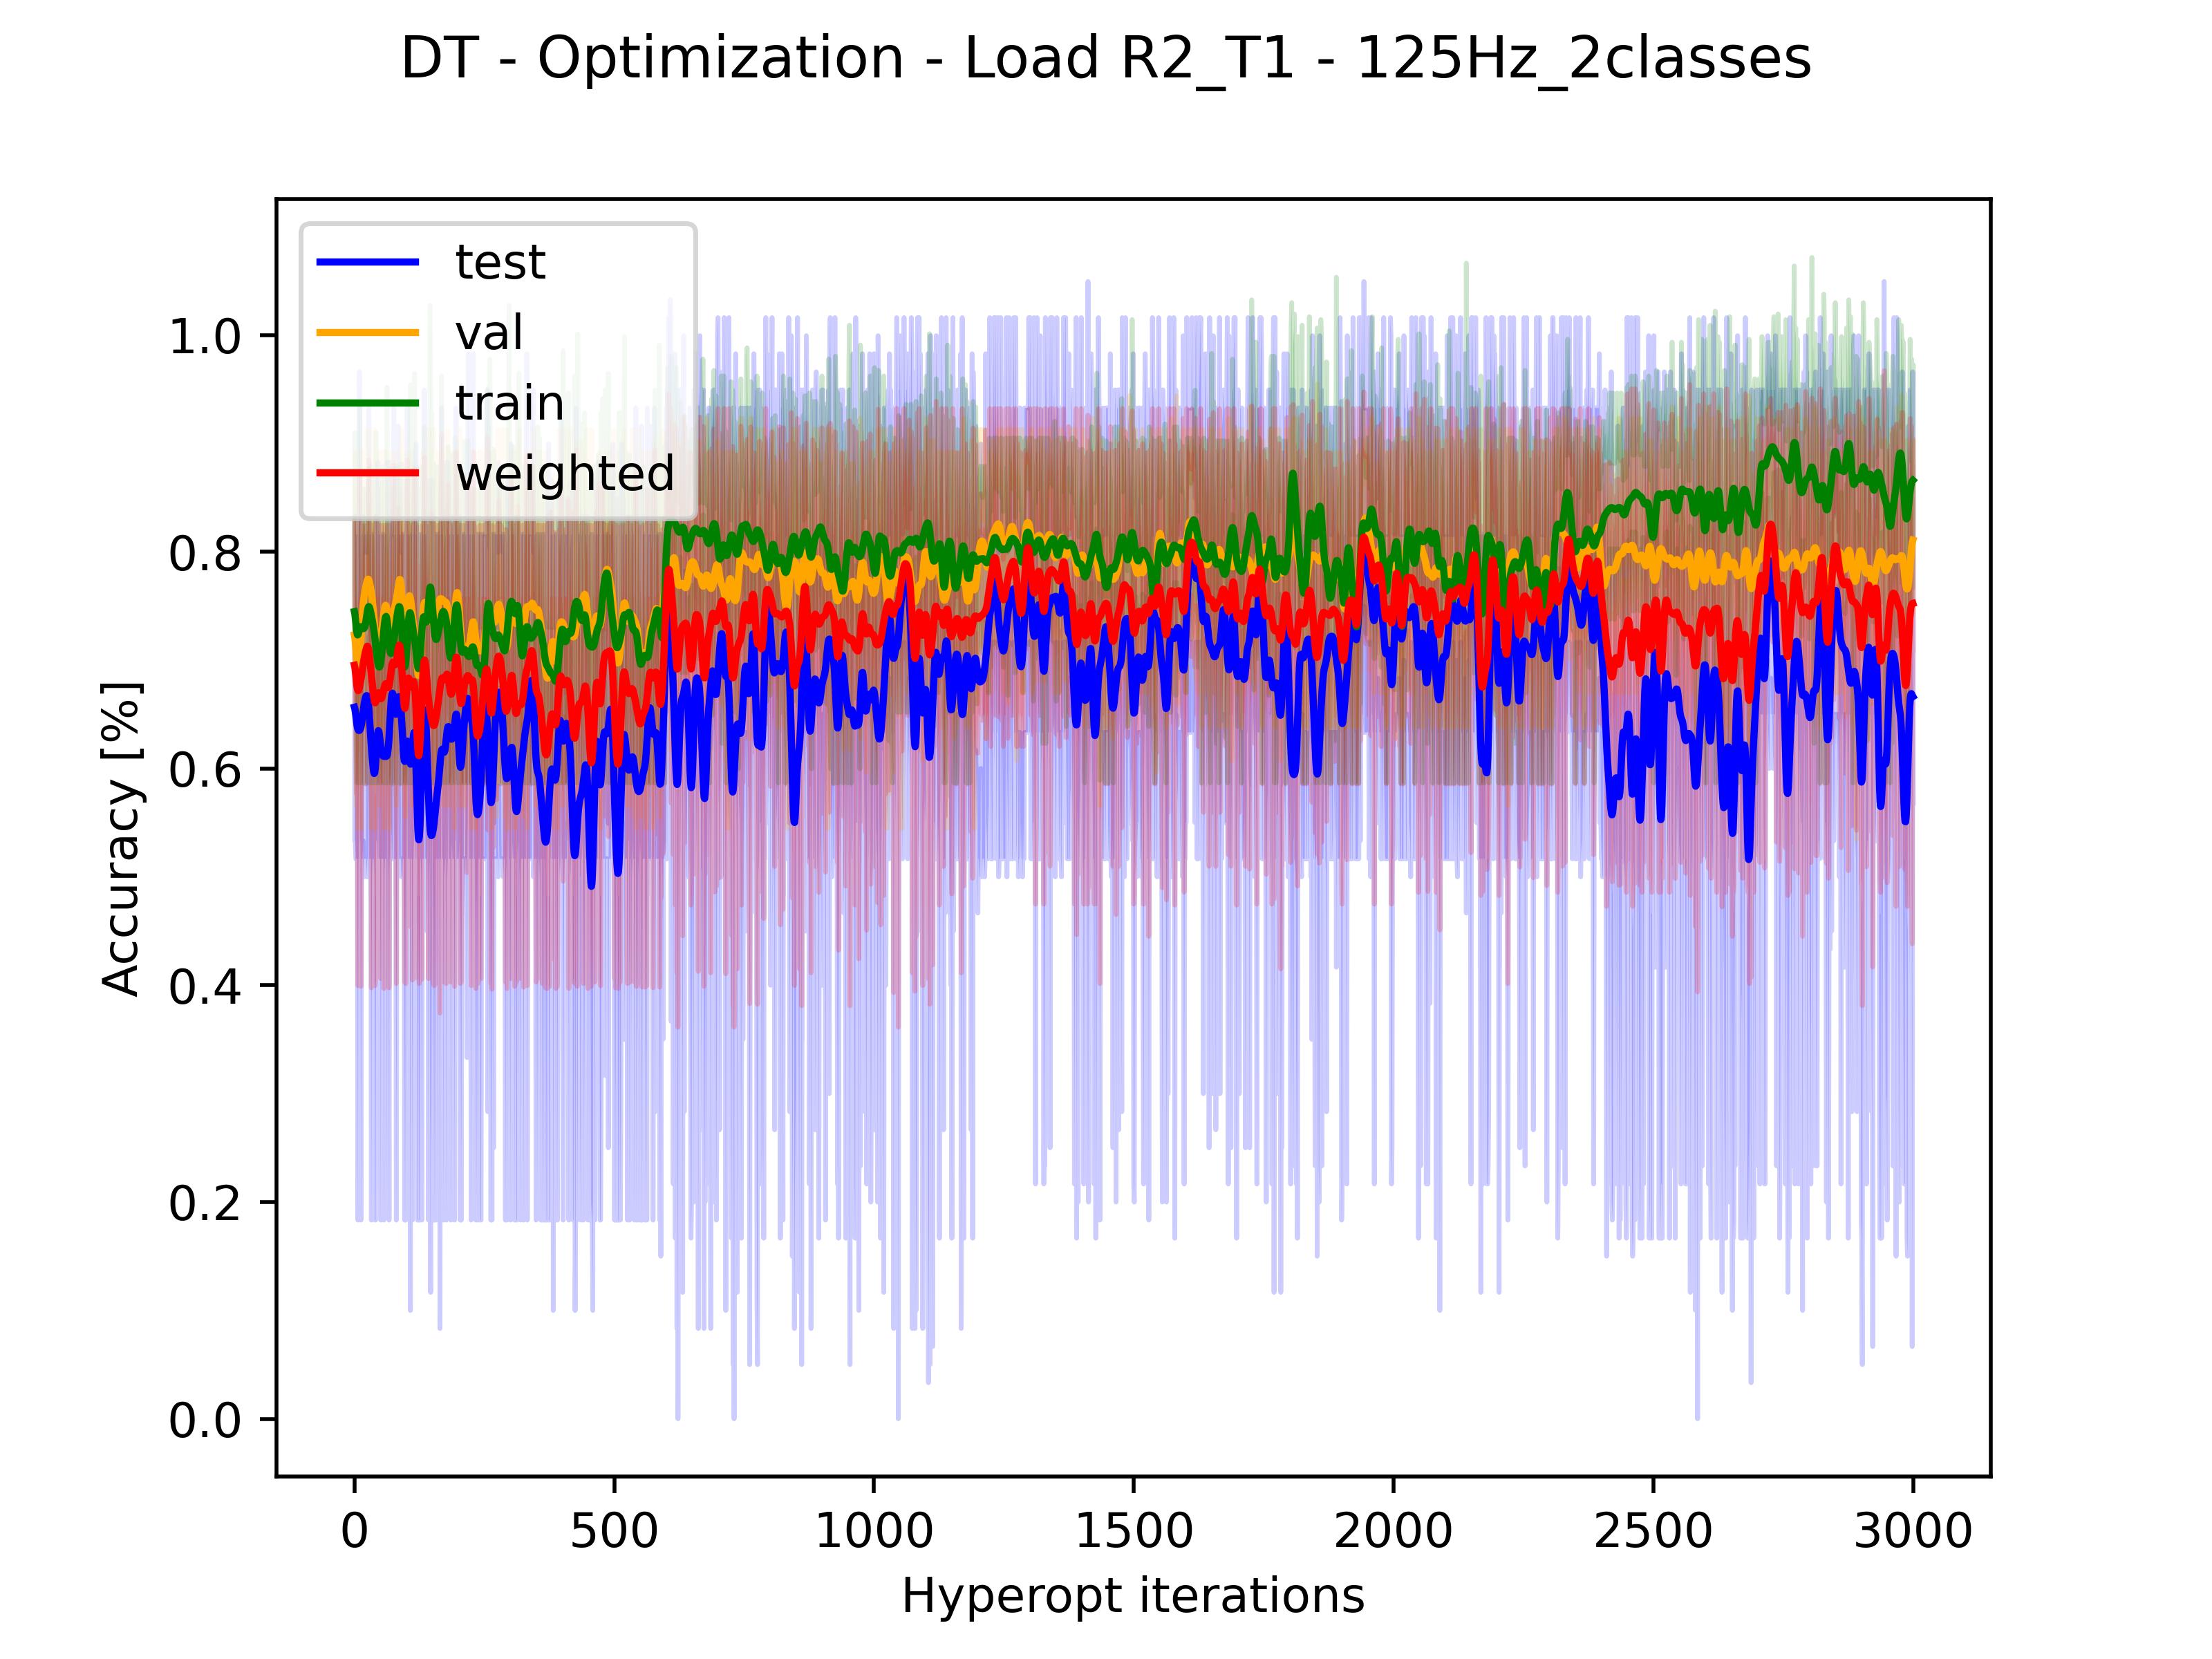 DT - Optimization - Load R2_T1 - 125Hz_2classes
test
val
train
weighted
Accuracy [%]
1.0
0.8
0.6
0.4
0.2
0.0
0 500 1000 1500 2000 2500 3000
Hyperopt iterations